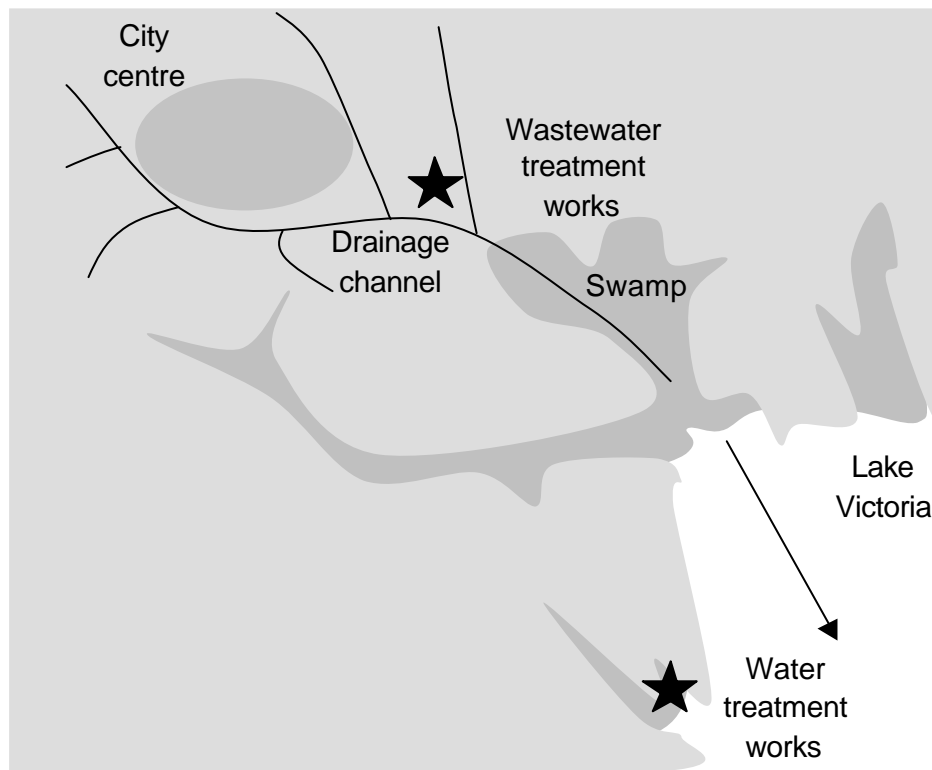 City
centre
Wastewater
treatment
works
Drainage
channel
Swamp
Lake
Victoria
Water
treatment
works